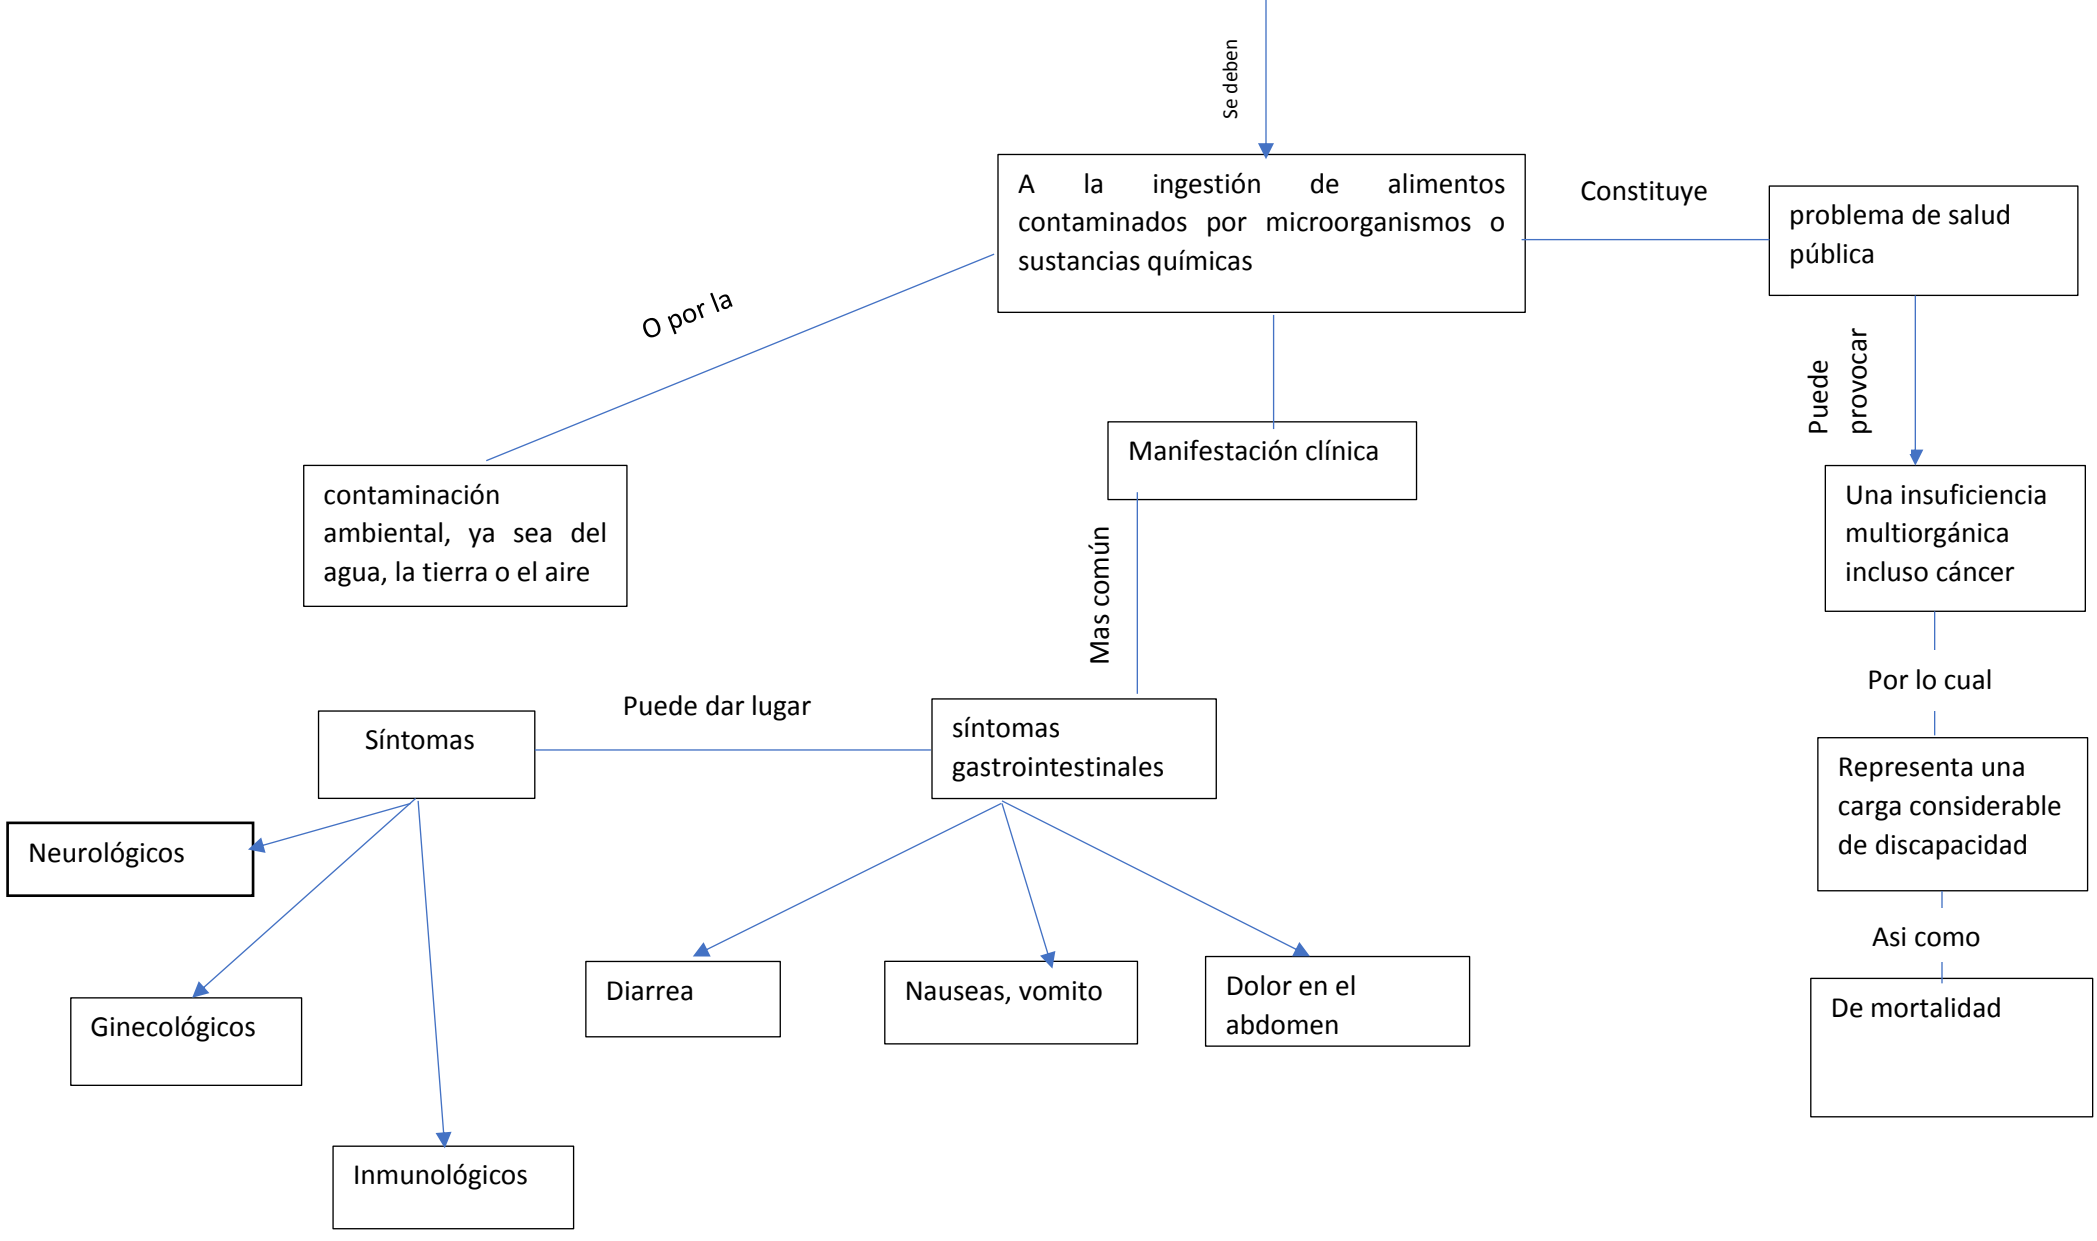 Se deben
A la ingestión de alimentos
contaminados por microorganismos o
sustancias químicas
Constituye
problema de salud
pública
O por la
Puede
provocar
Manifestación clínica
contaminación
ambiental, ya sea del
agua, la tierra o el aire
Mas común
Una insuficiencia
multiorgánica
incluso cáncer
Por lo cual
Síntomas
Puede dar lugar
síntomas
gastrointestinales
Representa una
carga considerable
de discapacidad
Neurológicos
Asi como
Ginecológicos
Diarrea
Nauseas, vomito
Dolor en el
abdomen
De mortalidad
Inmunológicos